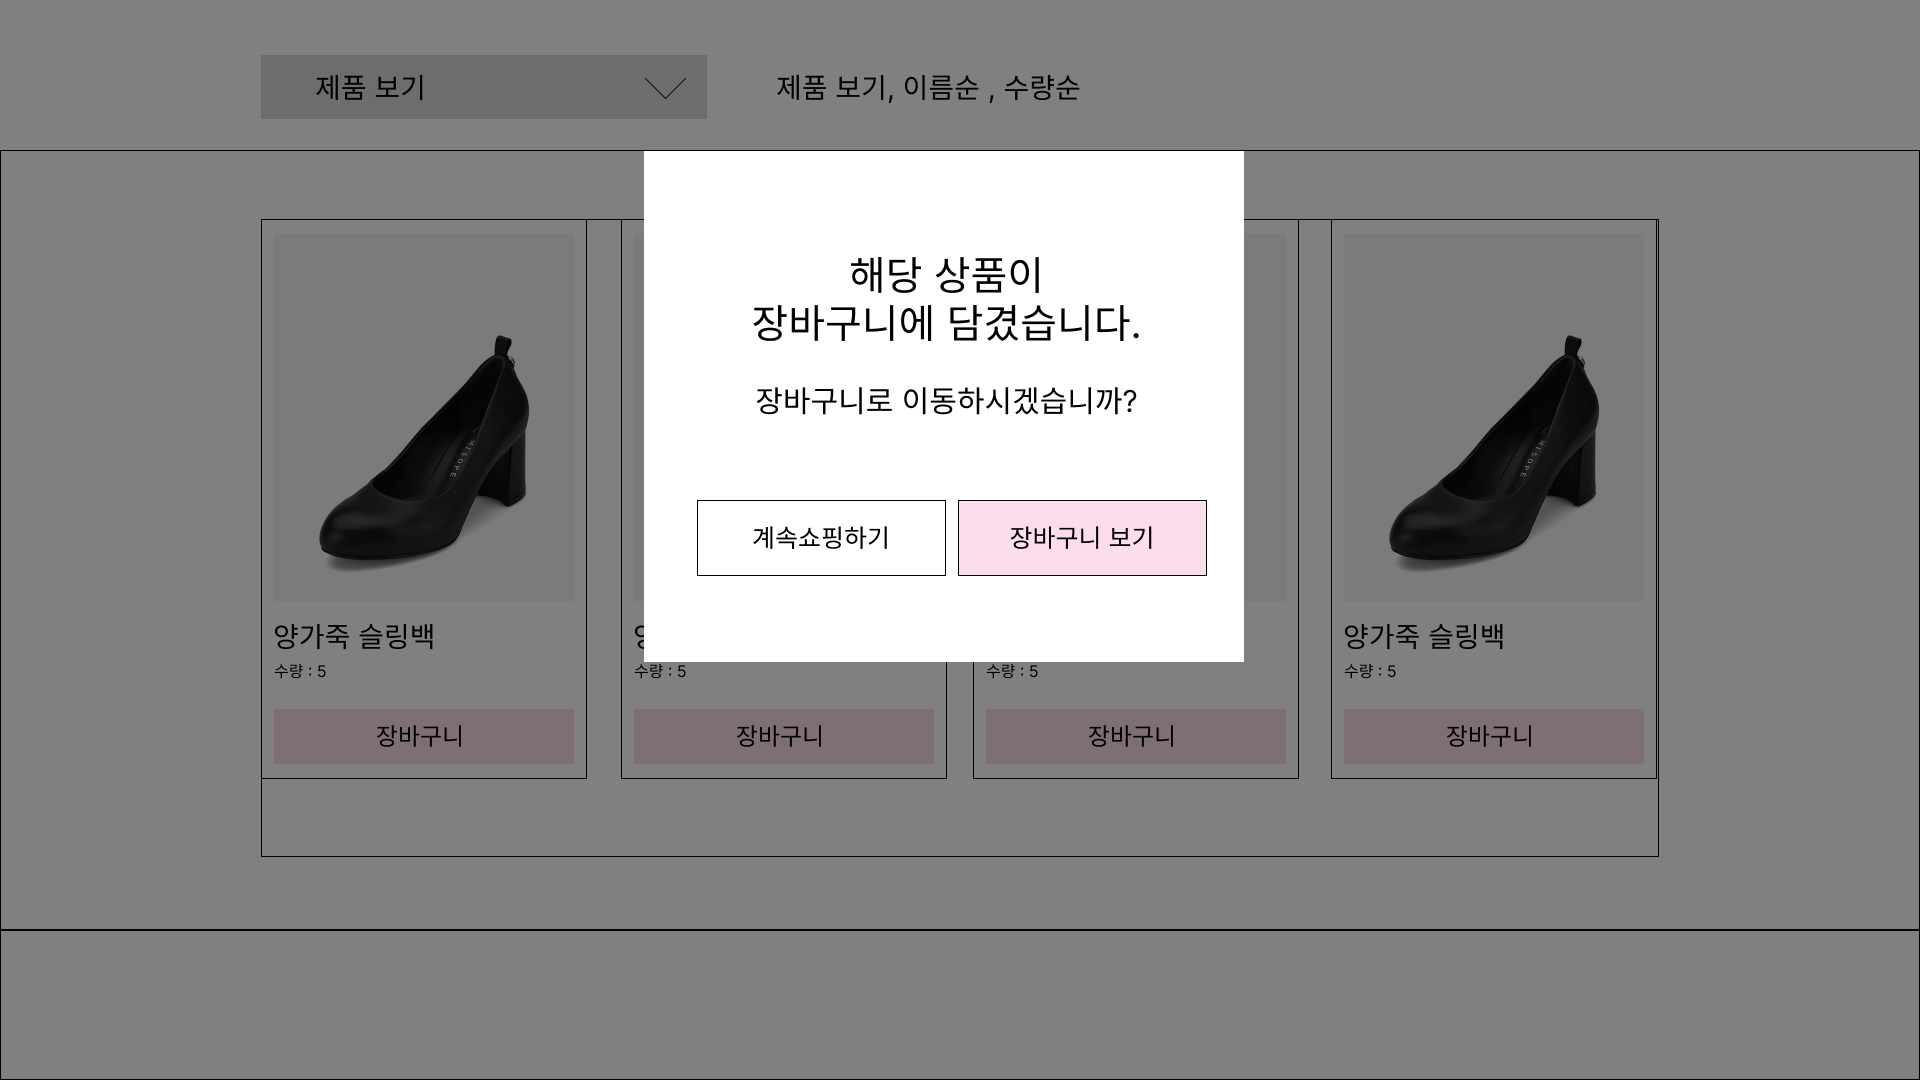 제품 보기
제품 보기, 이름순 , 수량순
해당 상품이
장바구니에 담겼습니다.
장바구니로 이동하시겠습니까?
계속쇼핑하기
장바구니 보기
MISOPE
MISOPE
양가죽 슬링백
양가죽 슬링백
수량 : 5
수량 : 5
수량 : 5
수량 : 5
장바구니
장바구니
장바구니
장바구니